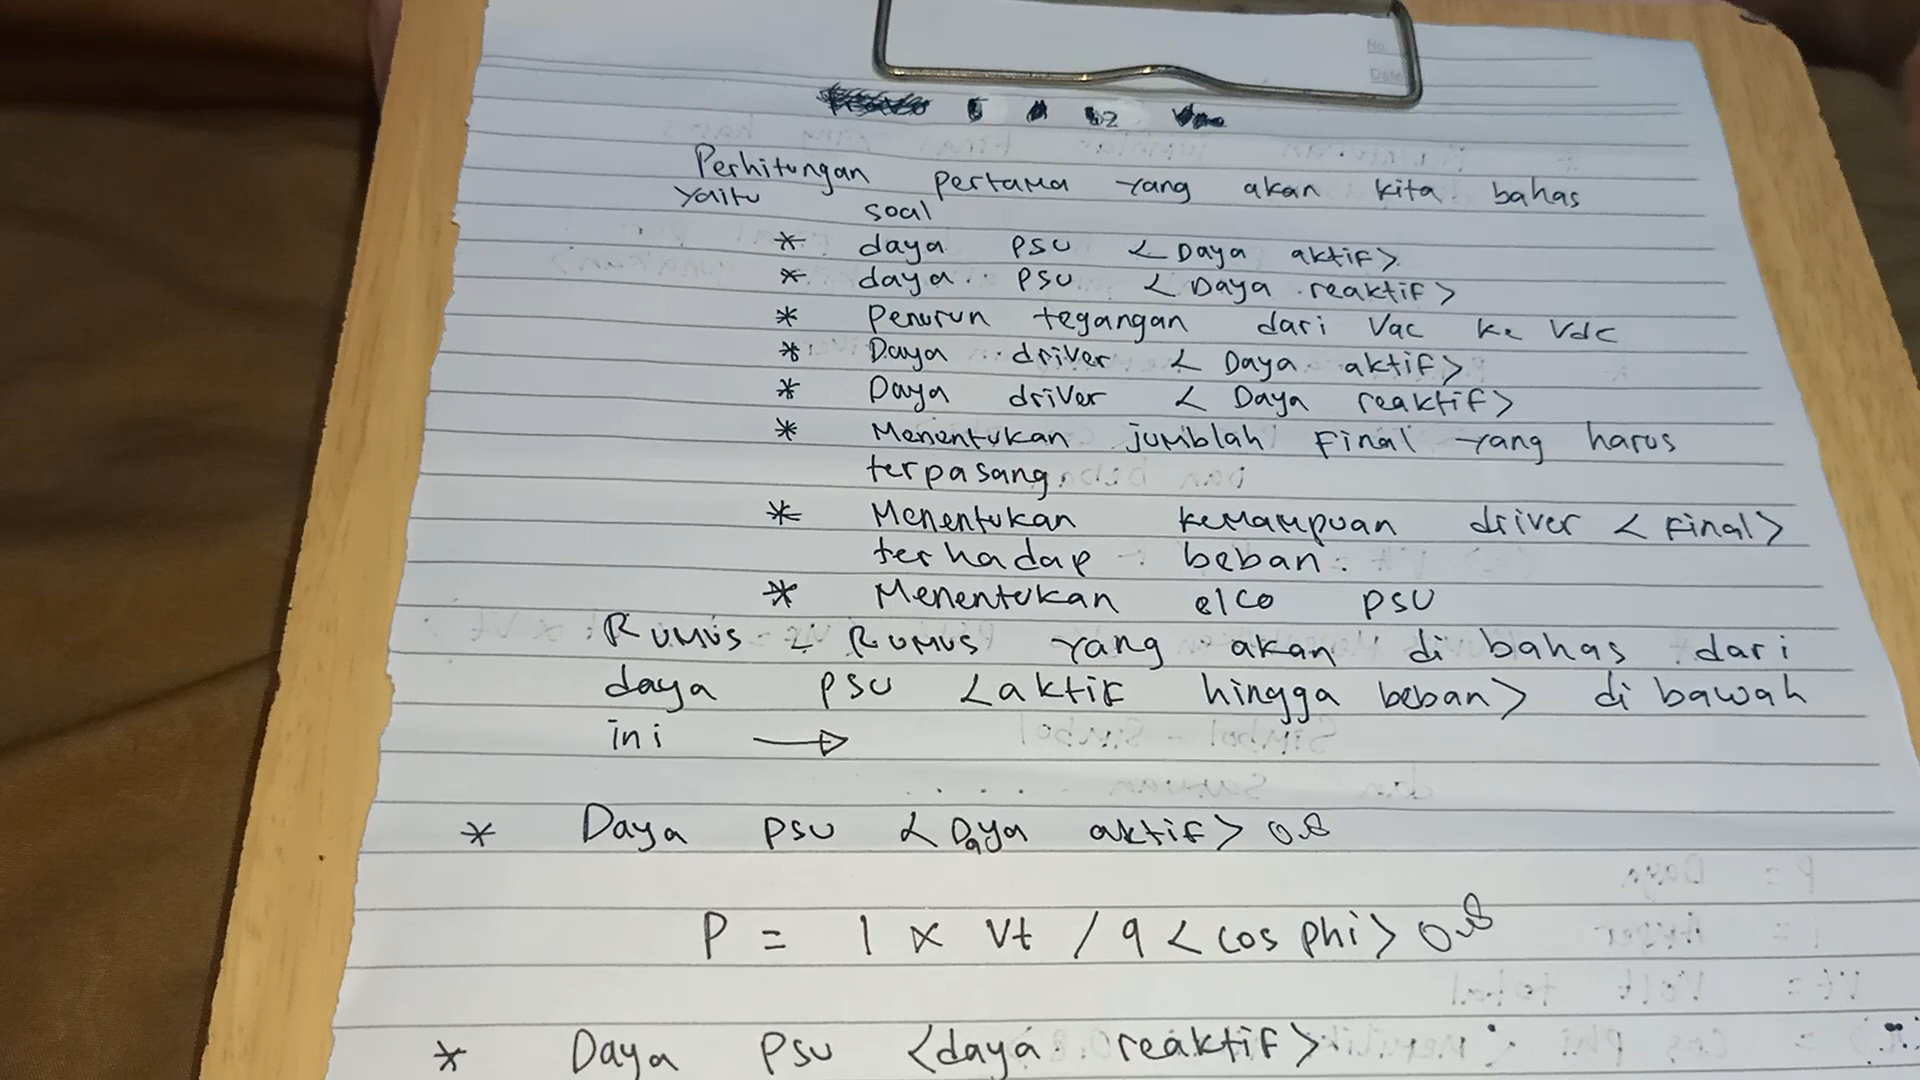 No.
Date
Perhitungan pertama yang akan kita bahas
yaitu soal
* daya PSU < Daya aktif>
* daya PSU < Daya reaktif>
* Penurun tegangan dari Vac ke Vdc
* Daya driver < Daya aktif>
* Daya driver < Daya reaktif>
* Menentukan jumblah Final yang harus
terpasang.
* Menentukan kemampuan driver < Final>
terhadap beban.
* Menentukan elco PSU
Rumus - Rumus yang akan di bahas dari
daya PSU <aktif hingga beban> di bawah
ini →
* Daya PSU < Daya aktif> 0.8
P = I x Vt / 9 < cos phi> 0.8
* Daya PSU <daya reaktif>